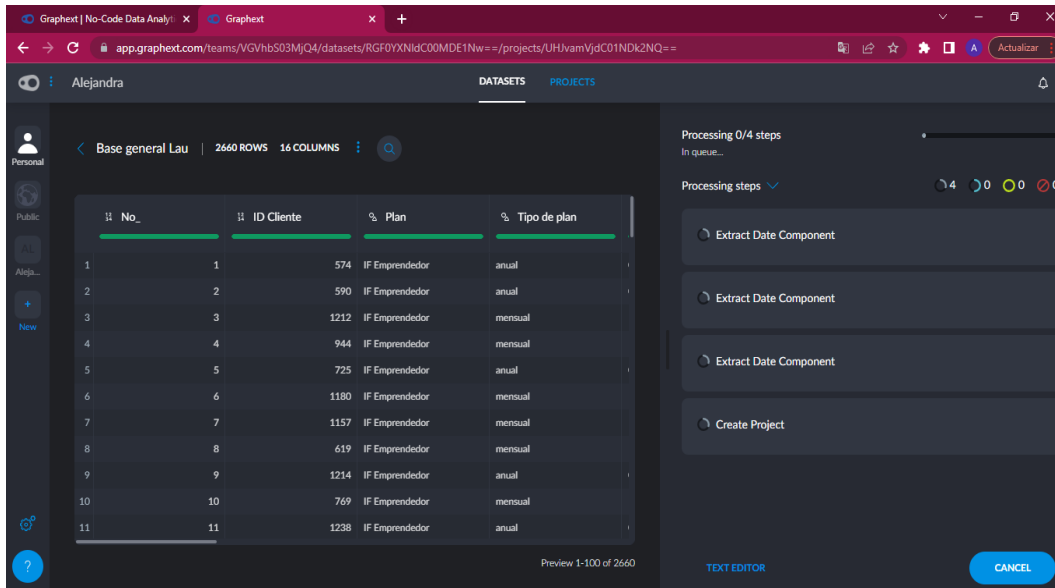 Graphext | No-Code Data Analyti
Graphext
app.graphext.com/teams/VGVhbS03MjQ4/datasets/RGF0YXNldC00MDE1Nw==/projects/UHJvamVjdC01NDk2NQ==
A
Actualizar
Alejandra
DATASETS
PROJECTS
Personal
Public
AL
Aleja...
+
New
Base general Lau | 2660 ROWS 16 COLUMNS
No_ ID Cliente Plan Tipo de plan
1 1 574 IF Emprendedor anual
2 2 590 IF Emprendedor anual
3 3 1212 IF Emprendedor mensual
4 4 944 IF Emprendedor mensual
5 5 725 IF Emprendedor anual
6 6 1180 IF Emprendedor mensual
7 7 1157 IF Emprendedor mensual
8 8 619 IF Emprendedor mensual
9 9 1214 IF Emprendedor anual
10 10 769 IF Emprendedor mensual
11 11 1238 IF Emprendedor anual
Preview 1-100 of 2660
?
Processing 0/4 steps
In queue...
Processing steps
4 0 0
Extract Date Component
Extract Date Component
Extract Date Component
Create Project
TEXT EDITOR
CANCEL